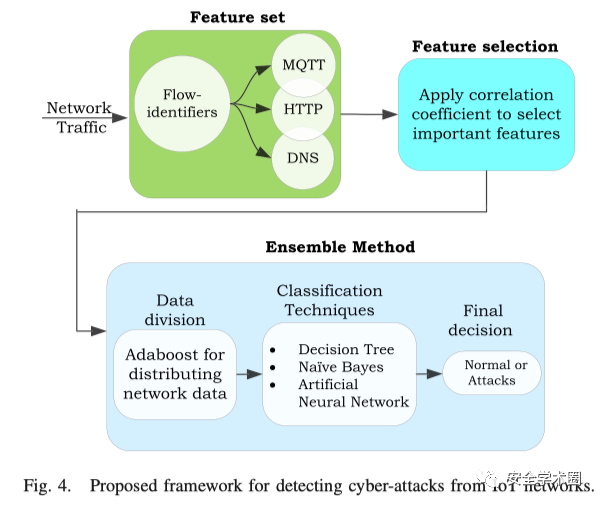 Feature set
Flow-
identifiers
MQTT
HTTP
DNS
Network
Traffic
Feature selection
Apply correlation
coefficient to select
important features
Ensemble Method
Data
division
Adaboost for
distributing
network data
Classification
Techniques
• Decision Tree
• Naïve Bayes
• Artificial
Neural Network
Final
decision
Normal or
Attacks
Fig. 4. Proposed framework for detecting cyber-attacks from IoT networks.
安全学术圈